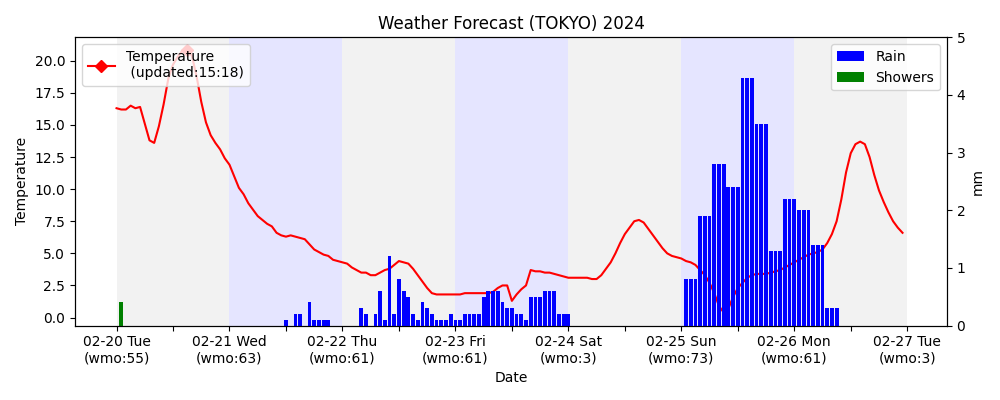 Weather Forecast (TOKYO) 2024
Temperature
(updated:15:18)
Rain
Showers
Temperature
20.0
17.5
15.0
12.5
10.0
7.5
5.0
2.5
0.0
5
4
3
2
1
0
mm
02-20 Tue 02-21 Wed 02-22 Thu 02-23 Fri 02-24 Sat 02-25 Sun 02-26 Mon 02-27 Tue
(wmo:55) (wmo:63) (wmo:61) (wmo:61) (wmo:3) (wmo:73) (wmo:61) (wmo:3)
Date